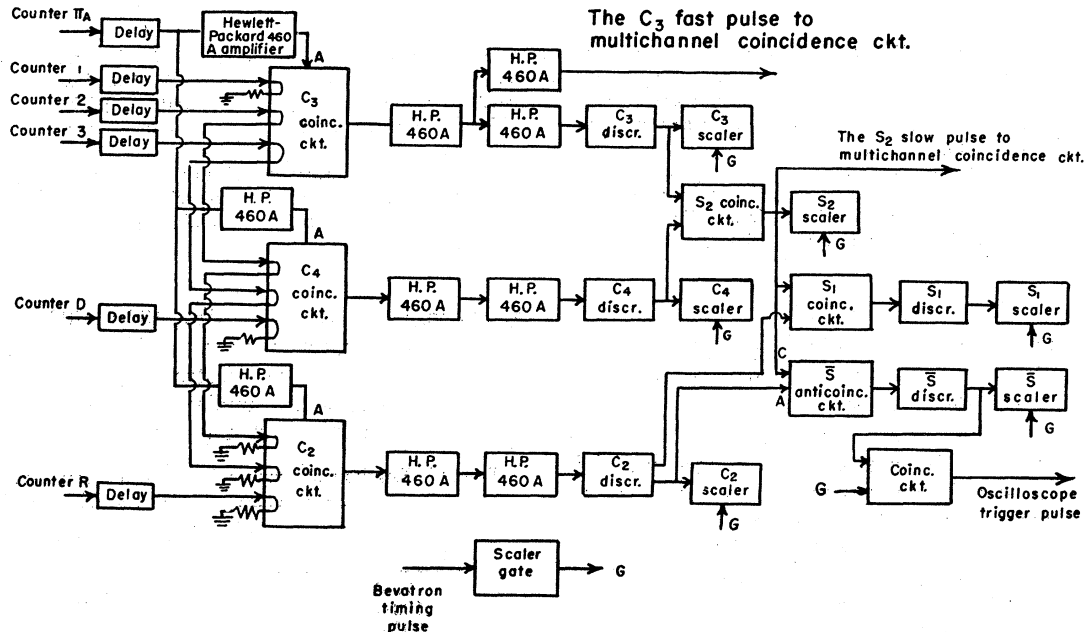 Counter πA
Delay
Hewlett-
Packard 460
A amplifier
A
The C3 fast pulse to
multichannel coincidence ckt.
Counter 1
Delay
Counter 2
Delay
Counter 3
Delay
C3
coinc.
ckt.
H.P.
460A
H.P.
460A
H.P.
460A
C3
discr.
C3
scaler
G
The S2 slow pulse to
multichannel coincidence ckt.
H.P.
460A
A
S2 coinc.
ckt.
S2
scaler
G
Counter D
Delay
C4
coinc.
ckt.
H.P.
460A
H.P.
460A
C4
discr.
C4
scaler
G
S1
coinc.
ckt.
S1
discr.
S1
scaler
G
H.P.
460A
A
C
A
S̅
anticoinc.
ckt.
S̅
discr.
S̅
scaler
G
Counter R
Delay
C2
coinc.
ckt.
H.P.
460A
H.P.
460A
C2
discr.
C2
scaler
G
G
Coinc.
ckt.
Oscilloscope
trigger pulse
Bevatron
timing
pulse
Scaler
gate
G